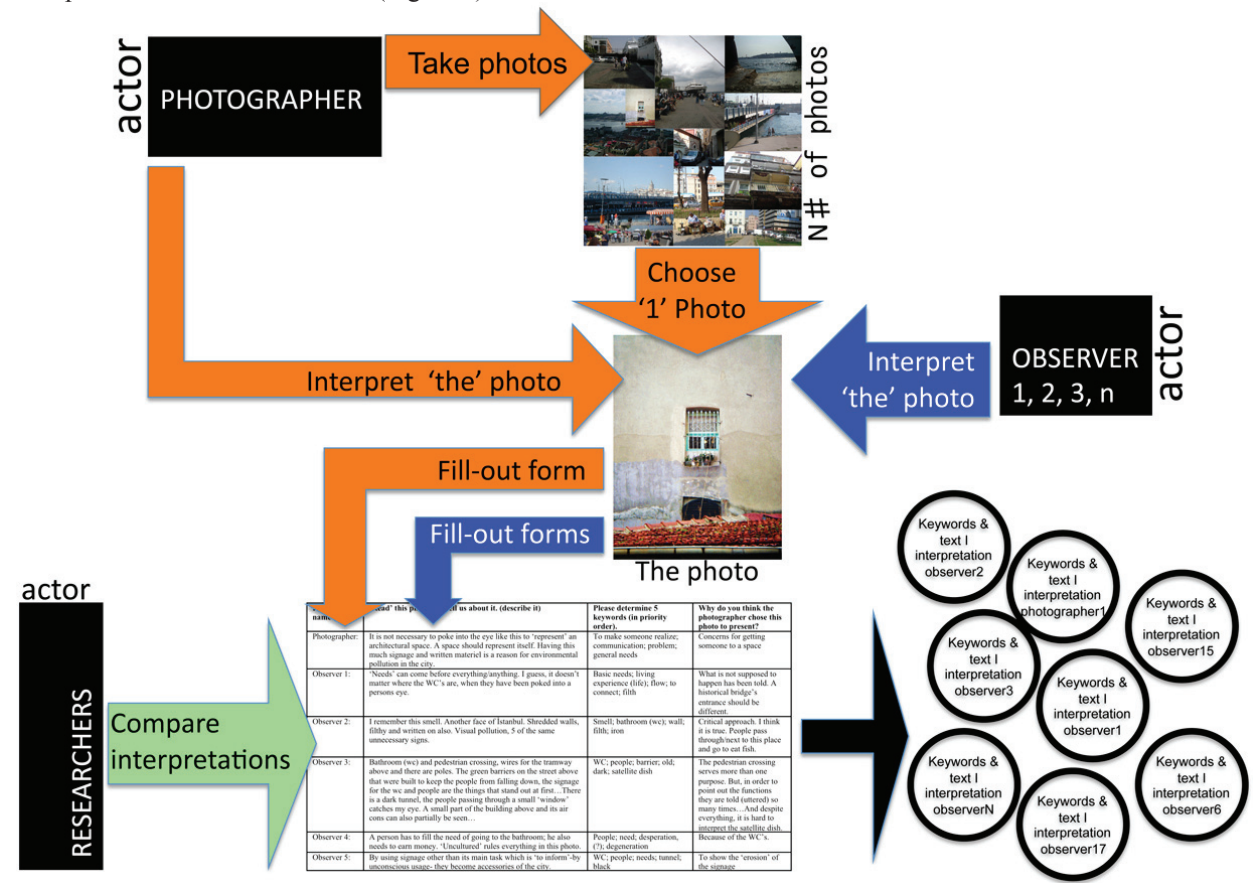 actor
PHOTOGRAPHER
Take photos
N# of photos
Choose
‘1’ Photo
Interpret ‘the’ photo
Interpret
‘the’ photo
OBSERVER
1, 2, 3, n
actor
Fill-out form
Fill-out forms
The photo
actor
RESEARCHERS
Compare
interpretations
this us about it. (describe it)
Please determine 5
keywords (in priority
order).
Why do you think the
photographer chose this
photo to present?
Photographer:
It is not necessary to poke into the eye like this to ‘represent’ an
architectural space. A space should represent itself. Having this
much signage and written materiel is a reason for environmental
pollution in the city.
To make someone realize;
communication; problem;
general needs
Concerns for getting
someone to a space
Observer 1:
‘Needs’ can come before everything/anything. I guess, it doesn’t
matter where the WC’s are, when they have been poked into a
persons eye.
Basic needs; living
experience (life); flow; to
connect; filth
What is not supposed to
happen has been told. A
historical bridge’s
entrance should be
different.
Observer 2:
I remember this smell. Another face of Istanbul. Shredded walls,
filthy and written on also. Visual pollution, 5 of the same
unnecessary signs.
Smell; bathroom (wc); wall;
filth; iron
Critical approach. I think
it is true. People pass
through/next to this place
and go to eat fish.
Observer 3:
Bathroom (wc) and pedestrian crossing, wires for the tramway
above and there are poles. The green barriers on the street above
that were built to keep the people from falling down, the signage
for the wc and people are the things that stand out at first…There
is a dark tunnel, the people passing through a small ‘window’
catches my eye. A small part of the building above and its air
cons can also partially be seen…
WC; people; barrier; old;
dark; satellite dish
The pedestrian crossing
serves more than one
purpose. But, in order to
point out the functions
they are told (uttered) so
many times…And despite
everything, it is hard to
interpret the satellite dish.
Observer 4:
A person has to fill the need of going to the bathroom; he also
needs to earn money. ‘Uncultured’ rules everything in this photo.
People; need; desperation,
(?); degeneration
Because of the WC’s.
Observer 5:
By using signage other than its main task which is ‘to inform’-by
unconscious usage- they become accessories of the city.
WC; people; needs; tunnel;
black
To show the ‘erosion’ of
the signage
Keywords &
text I
interpretation
observer2
Keywords &
text I
interpretation
photographer1
Keywords &
text I
interpretation
observer15
Keywords &
text I
interpretation
observer3
Keywords &
text I
interpretation
observer1
Keywords &
text I
interpretation
observerN
Keywords &
text I
interpretation
observer6
Keywords &
text I
interpretation
observer17